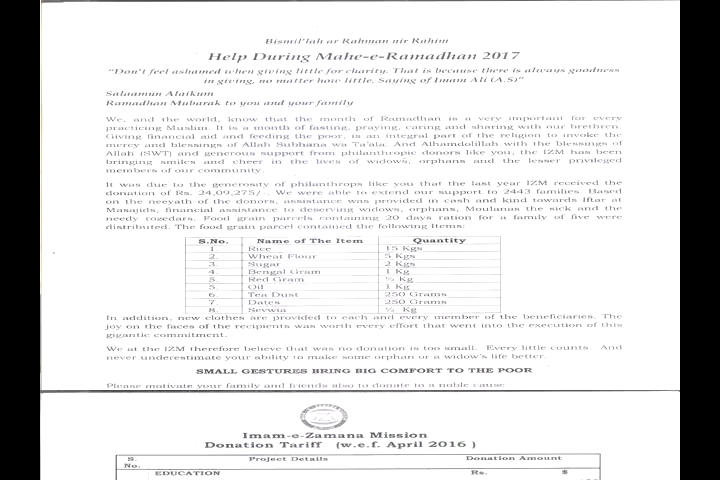 Bismil'lah ar Rahman nir Rahim
Help During Mahe-e-Ramadhan 2017
"Don't feel ashamed when giving little for charity. That is because there is always goodness
in giving, no matter how little. Saying of Imam Ali (A.S)"
Salaamun Alaikum
Ramadhan Mubarak to you and your family
We, and the world, know that the month of Ramadhan is a very important for every
practicing Muslim. It is a month of fasting, praying, caring and sharing with our brethren.
Giving financial aid and feeding the poor, is an integral part of the religion to invoke the
mercy and blessings of Allah Subhana wa Ta'ala. And Alhamdolillah with the blessings of
Allah (SWT) and generous support from philanthropic donors like you, the IZM has been
bringing smiles and cheer in the lives of widows, orphans and the lesser privileged
members of our community.
It was due to the generosity of philanthrops like you that the last year IZM received the
donation of Rs. 24,09,275/-. We were able to extend our support to 2443 families. Based
on the neeyath of the donors, assistance was provided in cash and kind towards Iftar at
Masajids, financial assistance to deserving widows, orphans, Moulanas the sick and the
needy rozedars. Food grain parcels containing 20 days ration for a family of five were
distributed. The food grain parcel contained the following Items:
S.No. Name of The Item Quantity
1. Rice 15 Kgs
2. Wheat Flour 5 Kgs
3. Sugar 2 Kgs
4. Bengal Gram 1 Kg
5. Red Gram ½ Kg
5. Oil 1 Kg
6. Tea Dust 250 Grams
7. Dates 250 Grams
8. Sevwia ½ Kg
In addition, new clothes are provided to each and every member of the beneficiaries. The
joy on the faces of the recipients was worth every effort that went into the execution of this
gigantic commitment.
We at the IZM therefore believe that was no donation is too small. Every little counts. And
never underestimate your ability to make some orphan or a widow's life better.
SMALL GESTURES BRING BIG COMFORT TO THE POOR
Please motivate your family and friends also to donate to a noble cause:
Imam-e-Zamana Mission
Donation Tariff (w.e.f. April 2016 )
S. No. Project Details Donation Amount
EDUCATION Rs. $